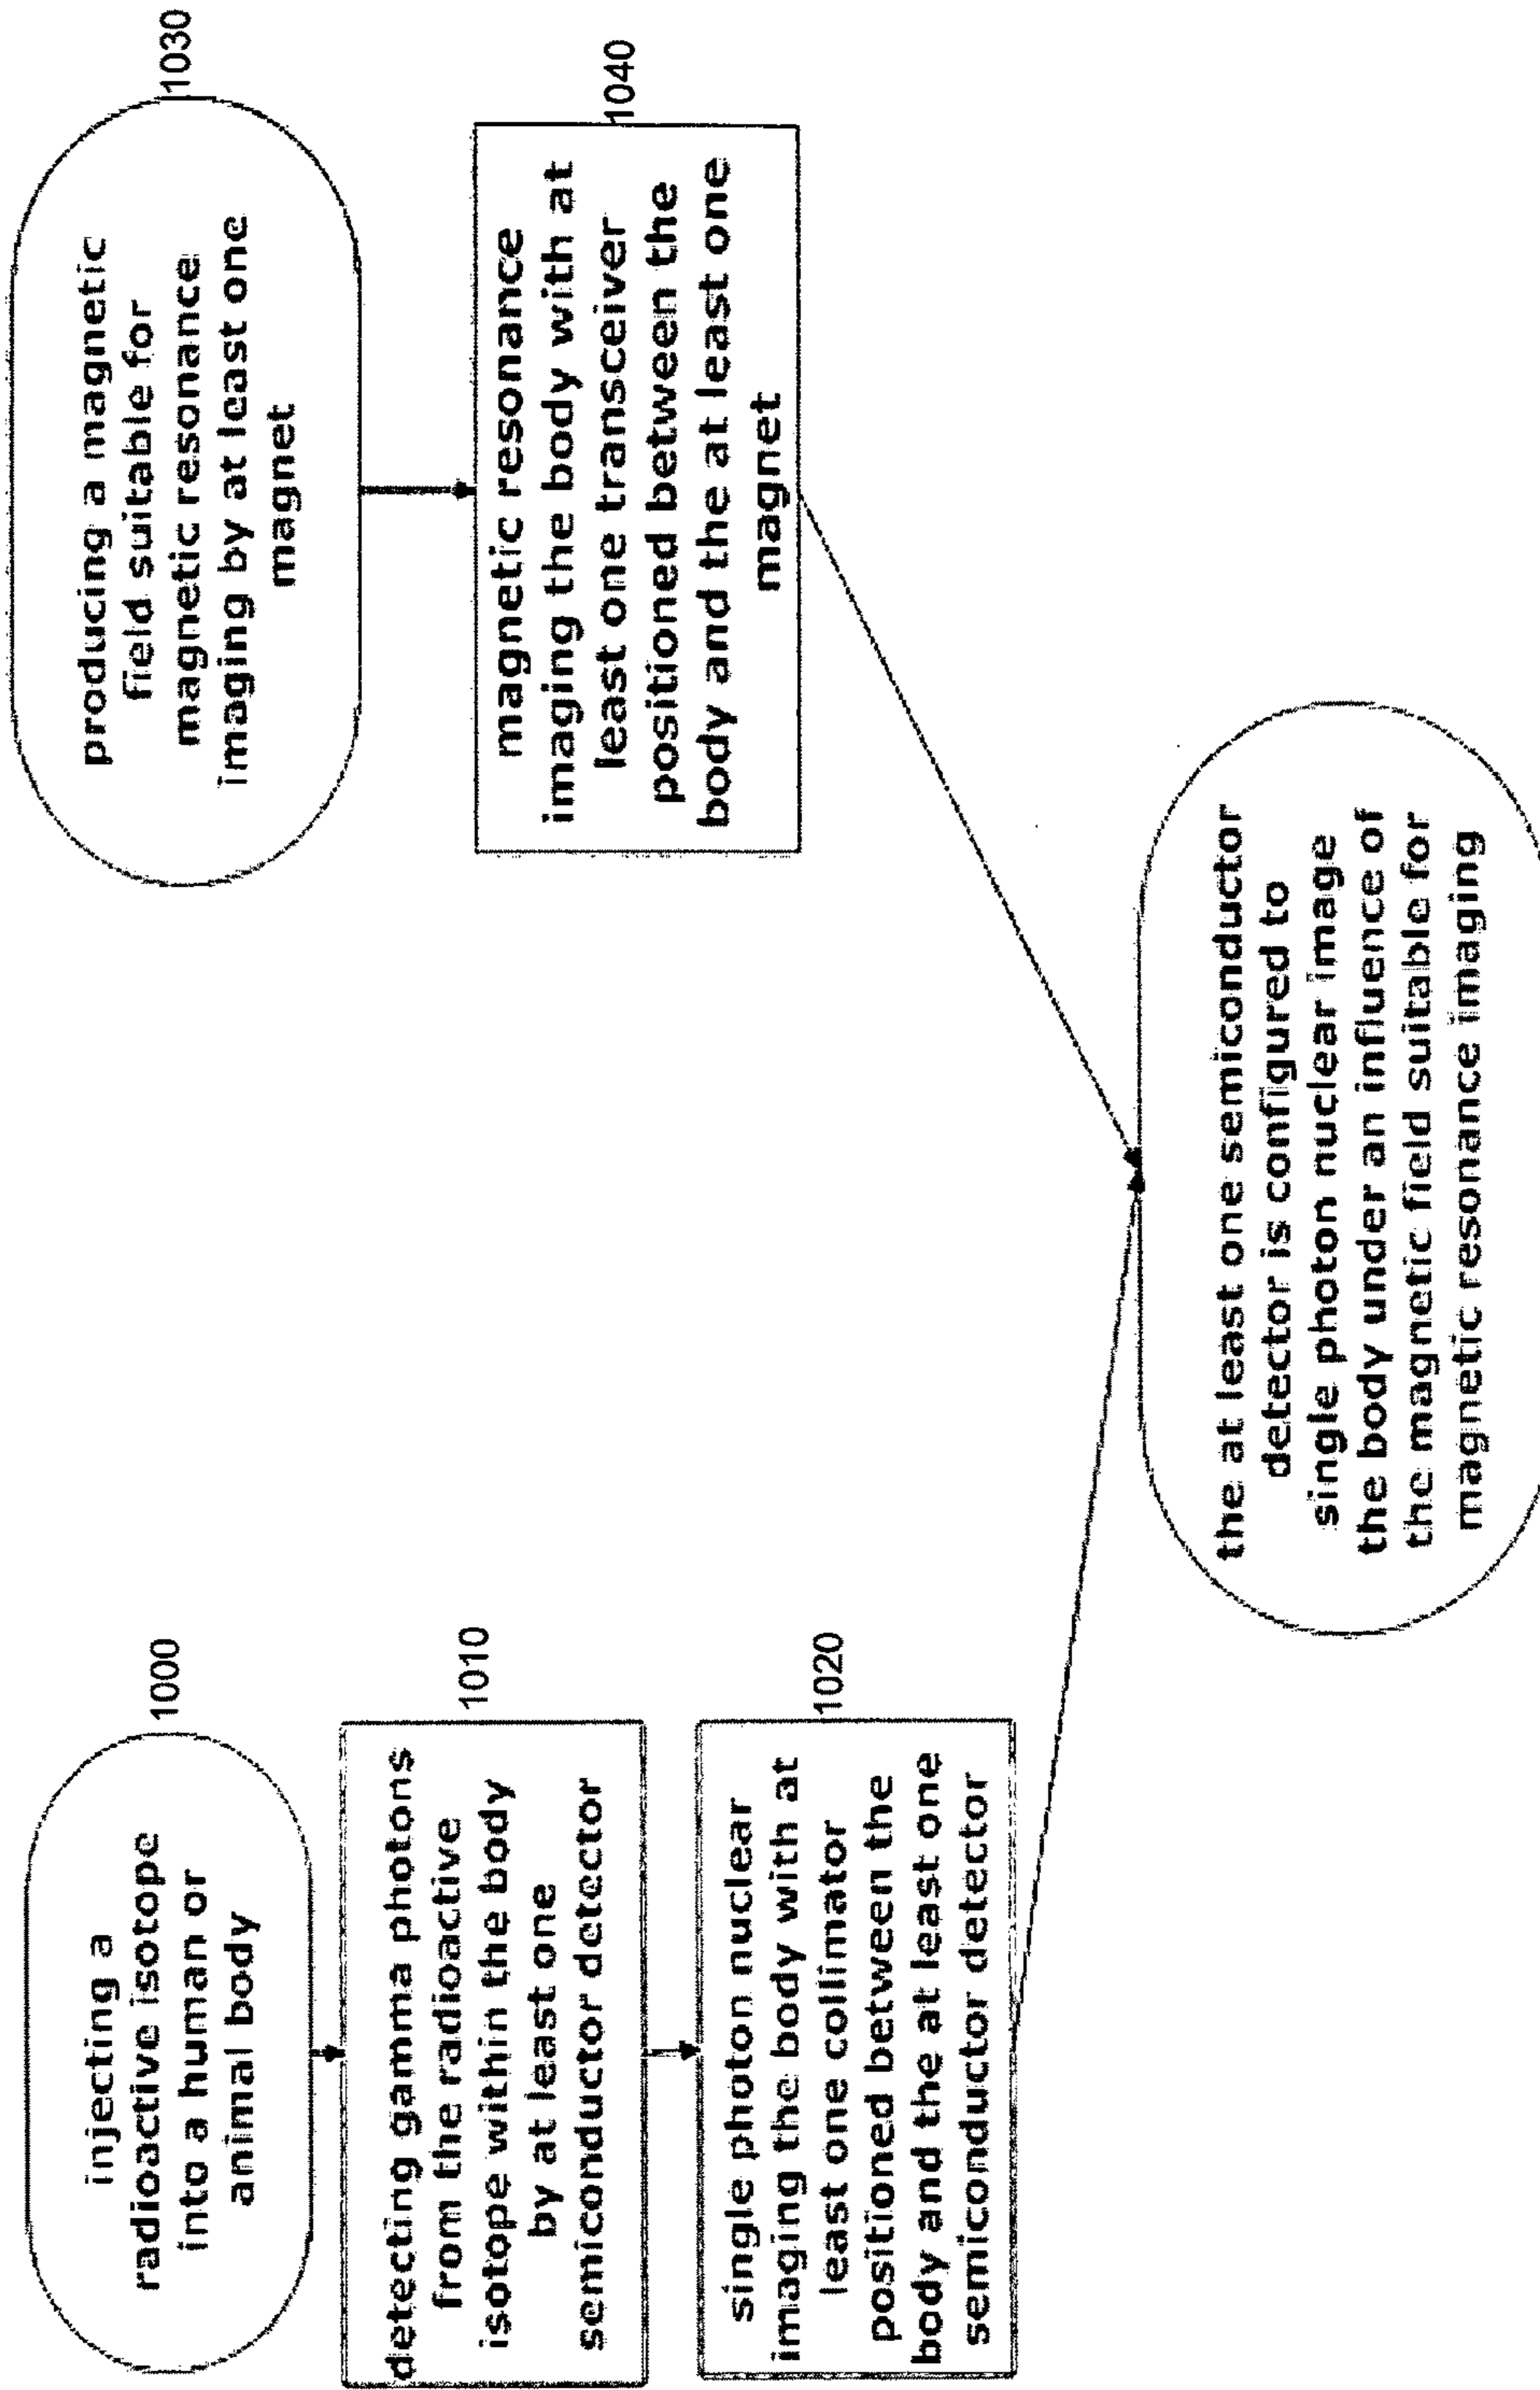 injecting a
radioactive isotope
into a human or
animal body
1000
detecting gamma photons
from the radioactive
isotope within the body
by at least one
semiconductor detector
1010
single photon nuclear
imaging the body with at
least one collimator
positioned between the
body and the at least one
semiconductor detector
1020
producing a magnetic
field suitable for
magnetic resonance
imaging by at least one
magnet
1030
magnetic resonance
imaging the body with at
least one transceiver
positioned between the
body and the at least one
magnet
1040
the at least one semiconductor
detector is configured to
single photon nuclear image
the body under an influence of
the magnetic field suitable for
magnetic resonance imaging